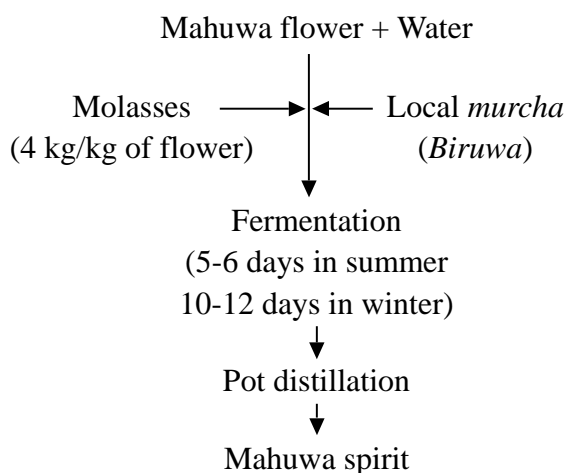 Mahuwa flower + Water
Molasses
(4 kg/kg of flower)
Local murcha
(Biruwa)
Fermentation
(5-6 days in summer
10-12 days in winter)
Pot distillation
Mahuwa spirit